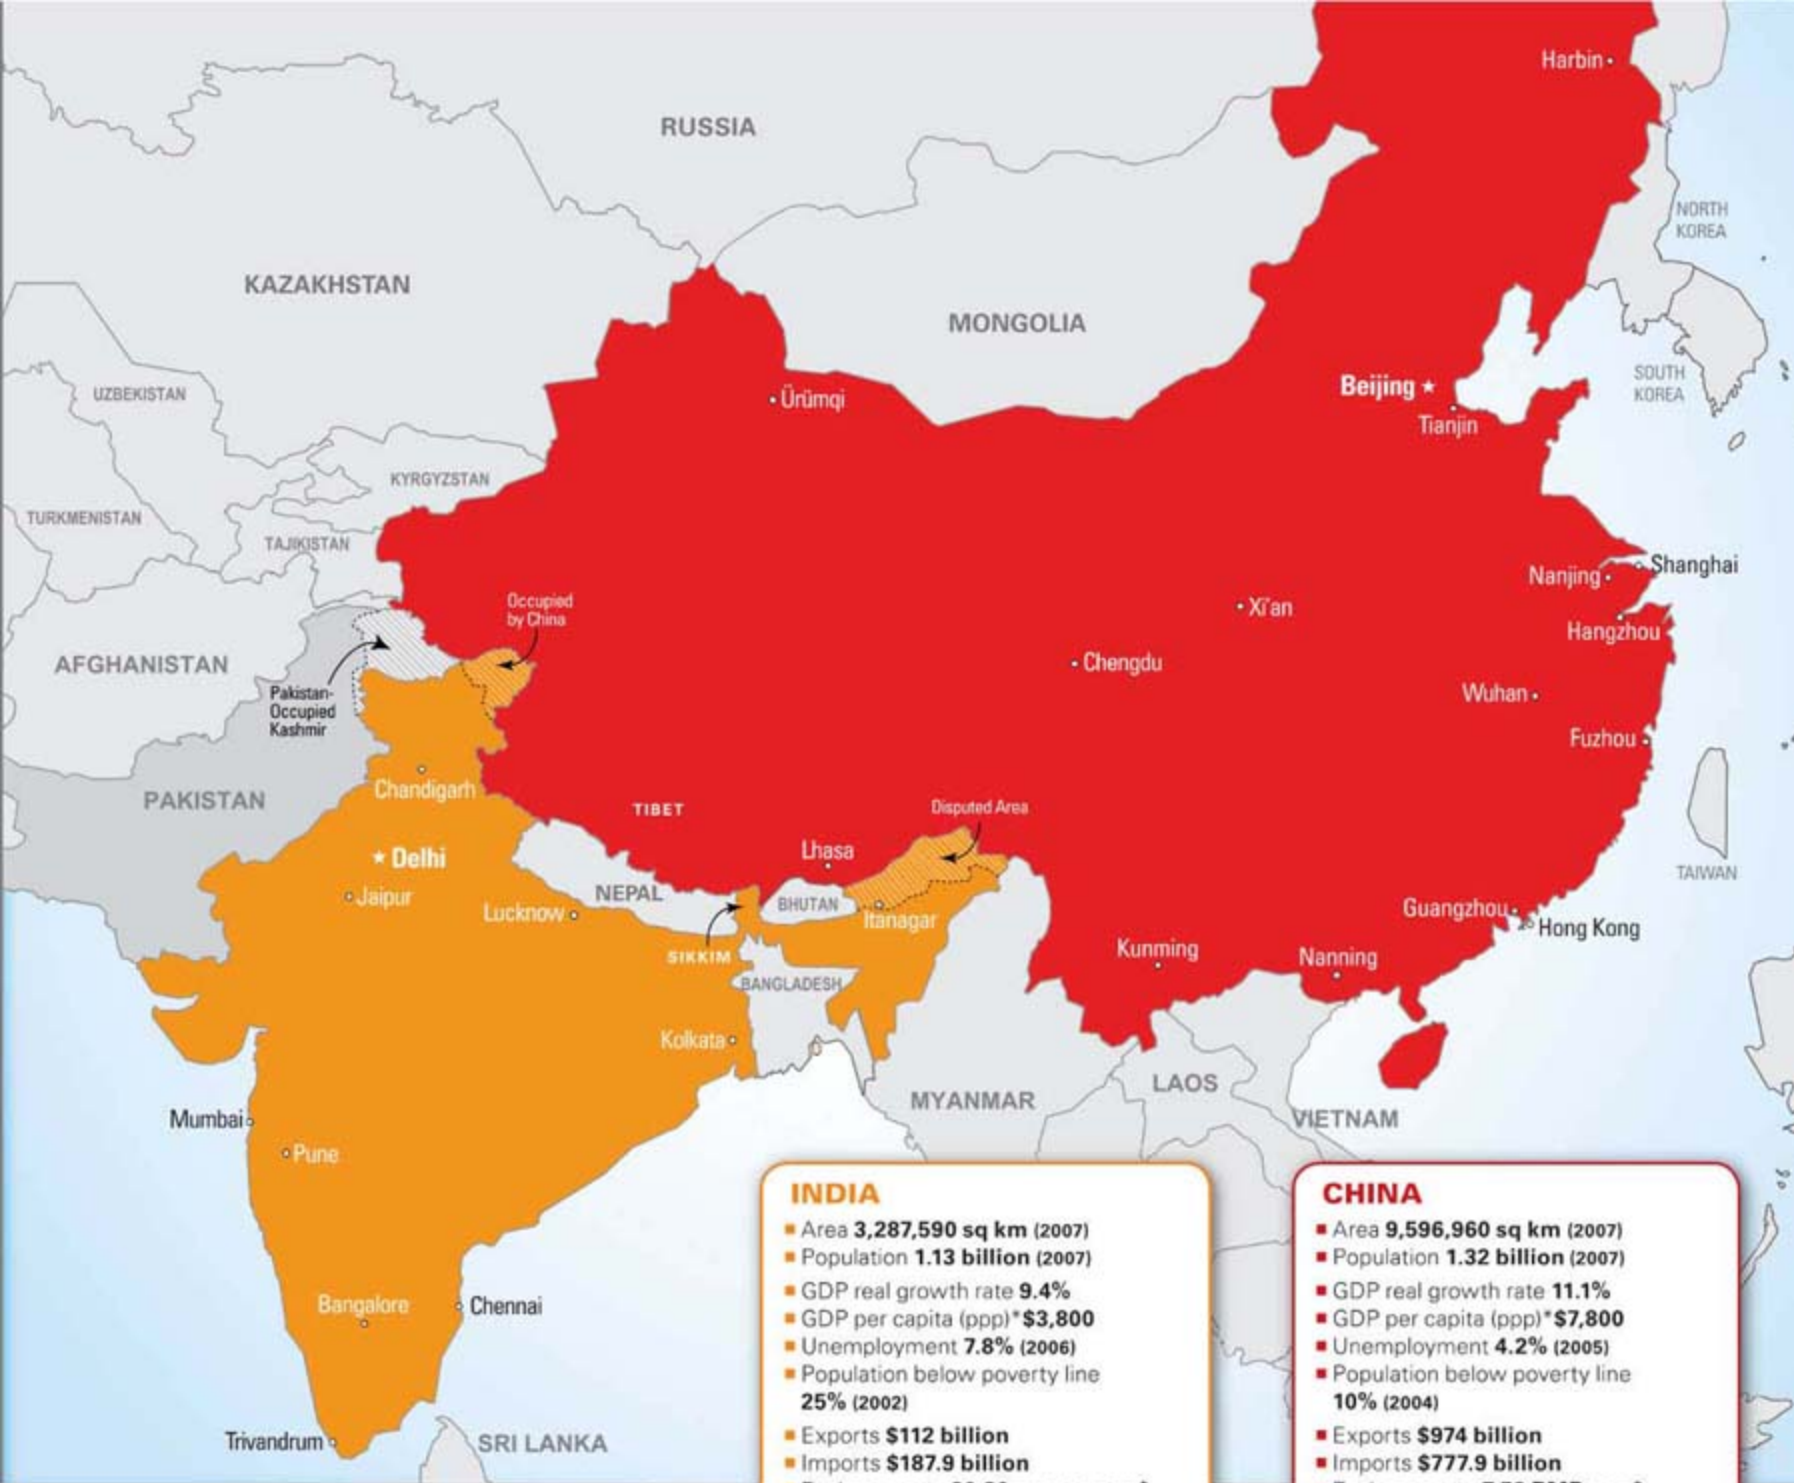 Harbin
RUSSIA
NORTH
KOREA
KAZAKHSTAN
MONGOLIA
SOUTH
KOREA
Beijing
Tianjin
Ürümqi
UZBEKISTAN
KYRGYZSTAN
TURKMENISTAN
TAJIKISTAN
Shanghai
Nanjing
Occupied
by China
Xi'an
Hangzhou
AFGHANISTAN
Chengdu
Pakistan-
Occupied
Kashmir
Wuhan
Fuzhou
PAKISTAN
Chandigarh
TIBET
Disputed Area
Delhi
Lhasa
TAIWAN
Jaipur
Lucknow
NEPAL
BHUTAN
Itanagar
Guangzhou
Hong Kong
SIKKIM
Kunming
Nanning
BANGLADESH
Kolkata
LAOS
MYANMAR
VIETNAM
Mumbai
Pune
Bangalore
Chennai
Trivandrum
SRI LANKA
INDIA
Area 3,287,590 sq km (2007)
Population 1.13 billion (2007)
GDP real growth rate 9.4%
GDP per capita (ppp)* $3,800
Unemployment 7.8% (2006)
Population below poverty line
25% (2002)
Exports $112 billion
Imports $187.9 billion
CHINA
Area 9,596,960 sq km (2007)
Population 1.32 billion (2007)
GDP real growth rate 11.1%
GDP per capita (ppp)* $7,800
Unemployment 4.2% (2005)
Population below poverty line
10% (2004)
Exports $974 billion
Imports $777.9 billion